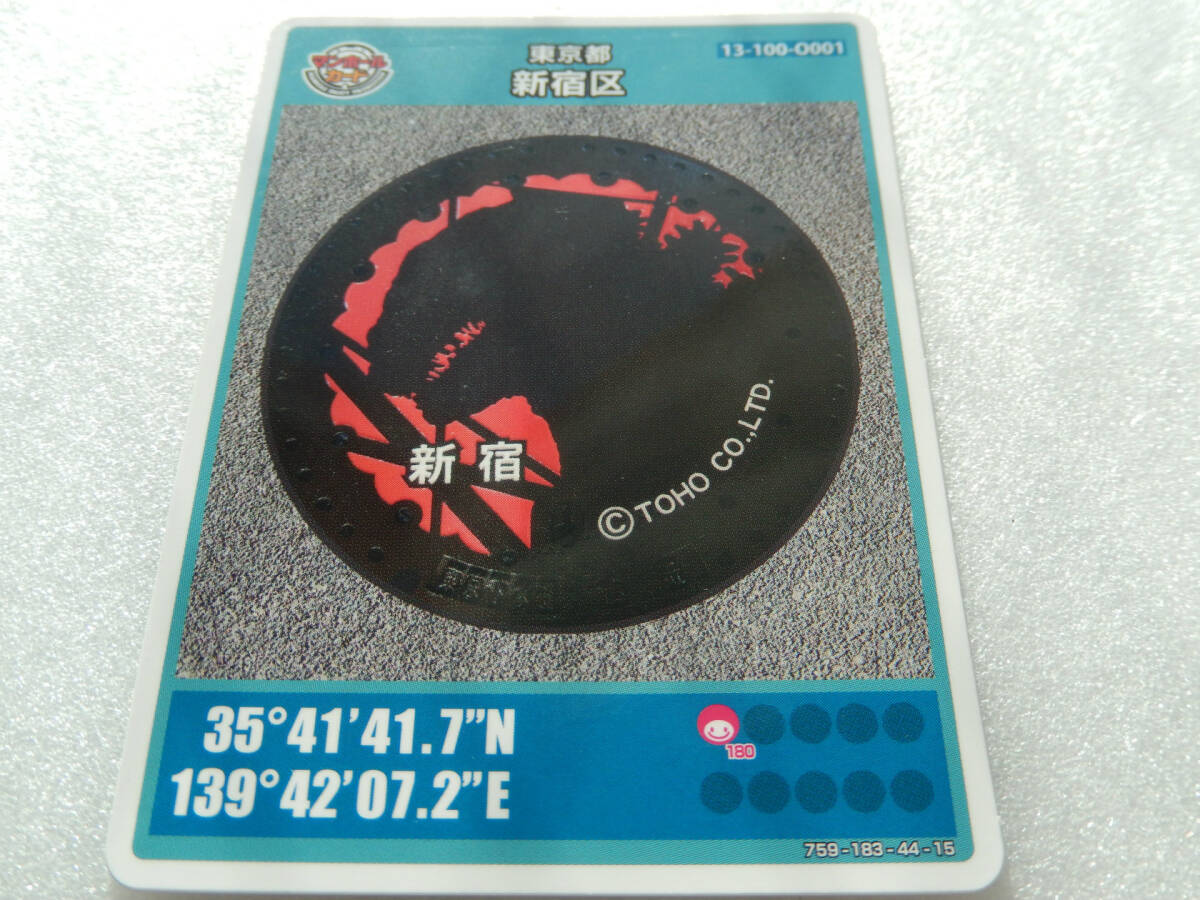 マンホール
カード
東京都
新宿区
13-100-O001
新宿
©TOHO CO.,LTD.
35°41’41.7”N
139°42’07.2”E
180
759-183-44-15